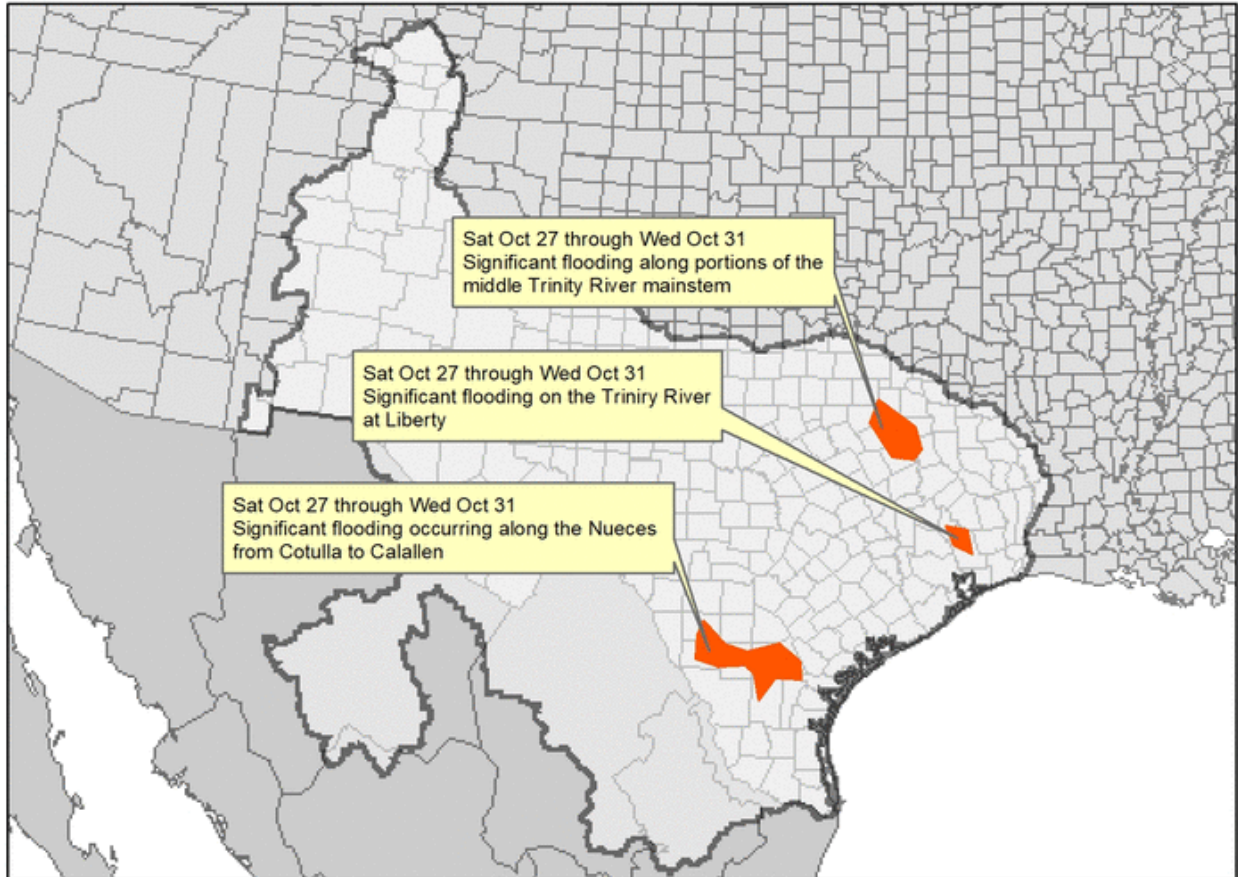 Sat Oct 27 through Wed Oct 31
Significant flooding along portions of the
middle Trinity River mainstem
Sat Oct 27 through Wed Oct 31
Significant flooding on the Triniry River
at Liberty
Sat Oct 27 through Wed Oct 31
Significant flooding occurring along the Nueces
from Cotulla to Calallen